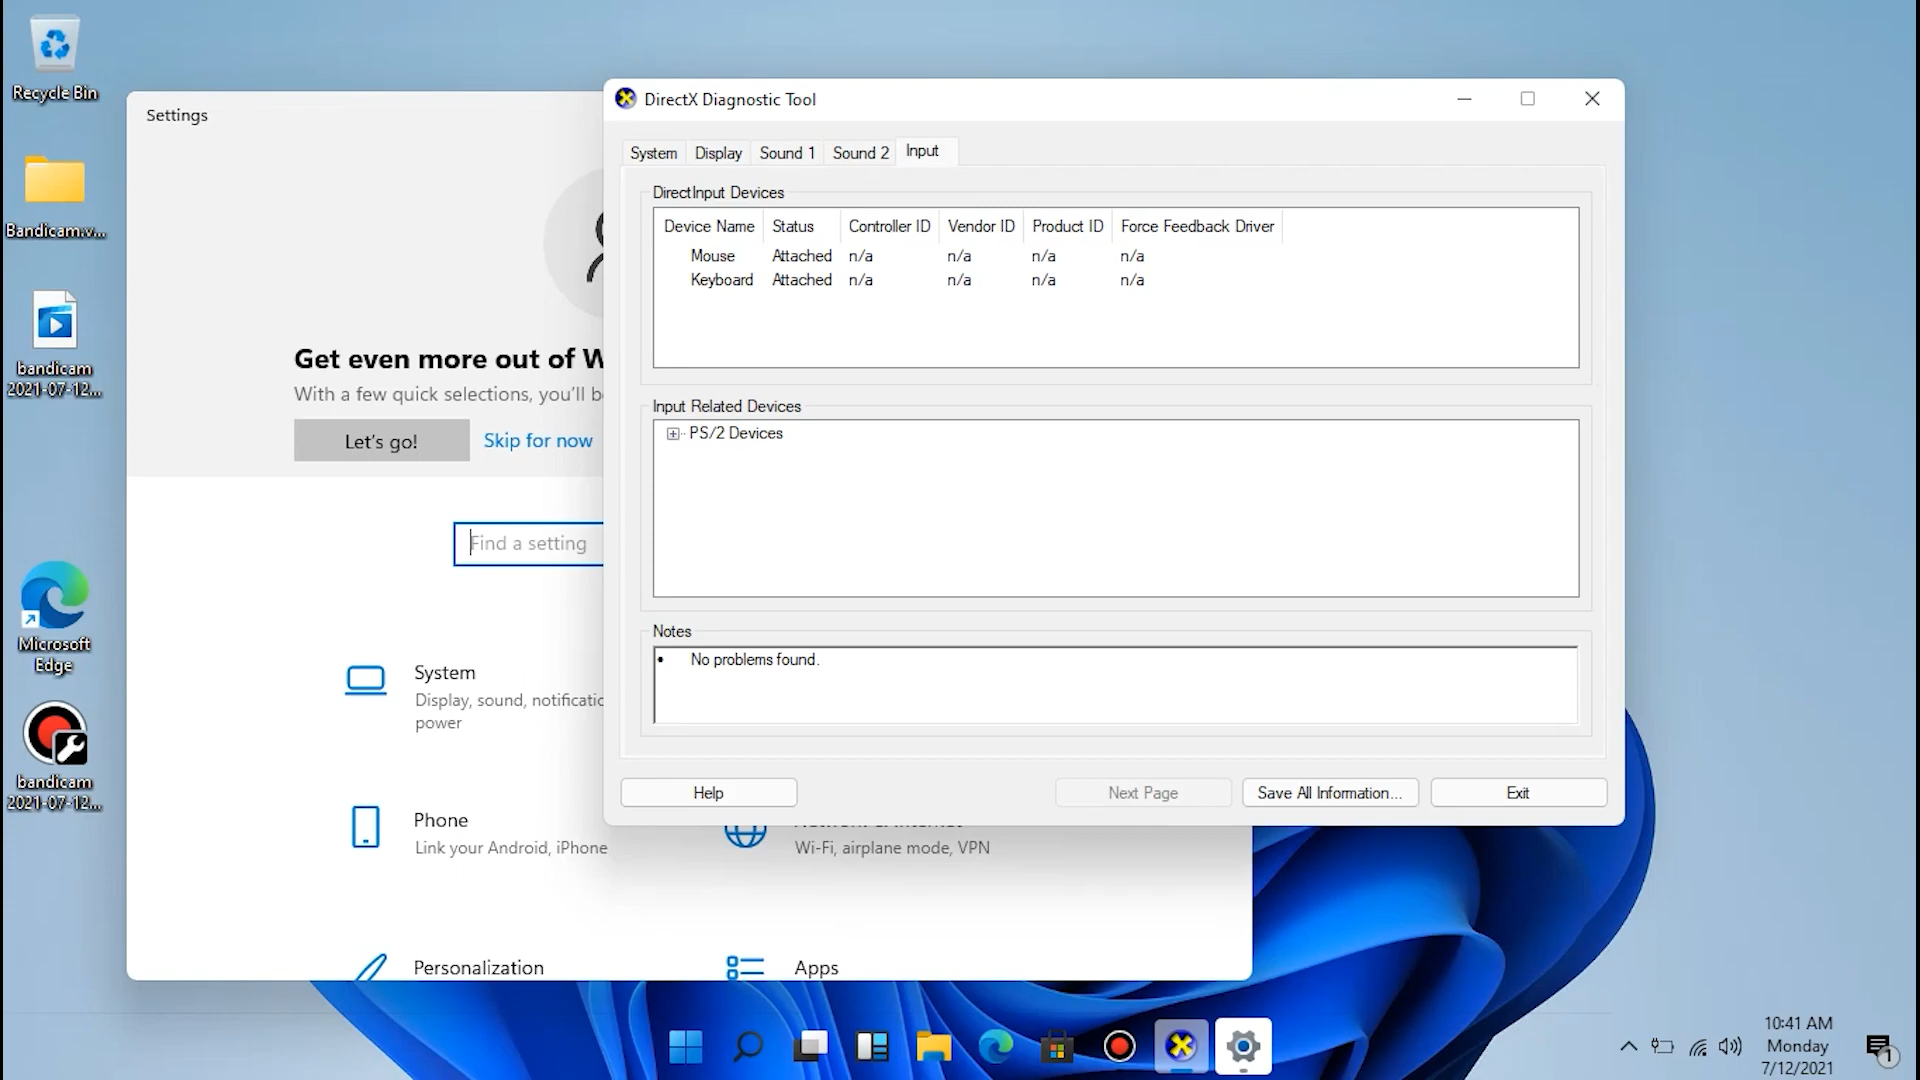 Recycle Bin
Bandicam.v...
bandicam
2021-07-12...
Microsoft
Edge
bandicam
2021-07-12...
Settings
Get even more out of W
With a few quick selections, you'll b
Let's go!
Skip for now
Find a setting
System
Display, sound, notificatio
power
Phone
Link your Android, iPhone
Wi-Fi, airplane mode, VPN
Personalization
Apps
DirectX Diagnostic Tool
System
Display
Sound 1
Sound 2
Input
DirectInput Devices
Device Name Status Controller ID Vendor ID Product ID Force Feedback Driver
Mouse Attached n/a n/a n/a n/a
Keyboard Attached n/a n/a n/a n/a
Input Related Devices
PS/2 Devices
Notes
• No problems found.
Help
Next Page
Save All Information...
Exit
10:41 AM
Monday
7/12/2021
1